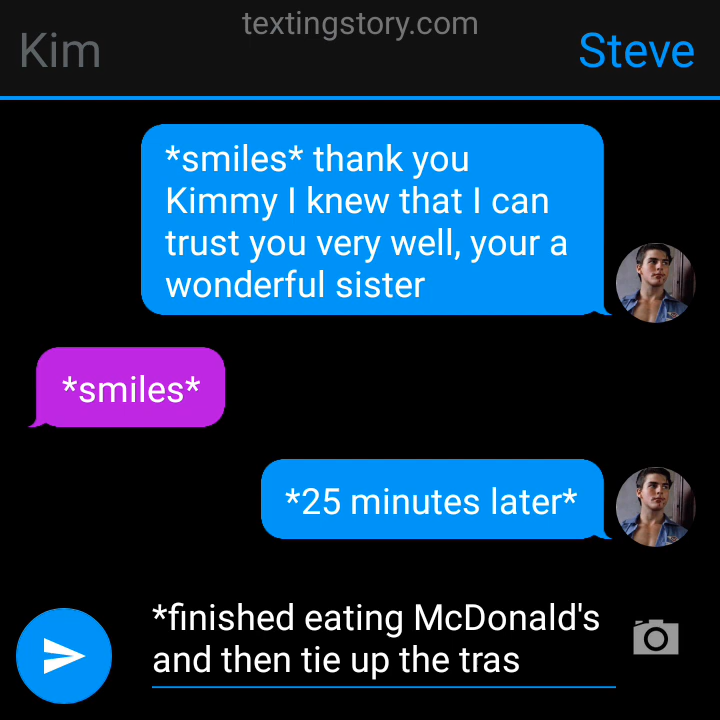 textingstory.com
Kim
Steve
*smiles* thank you
Kimmy I knew that I can
trust you very well, your a
wonderful sister
*smiles*
*25 minutes later*
*finished eating McDonald's
and then tie up the tras